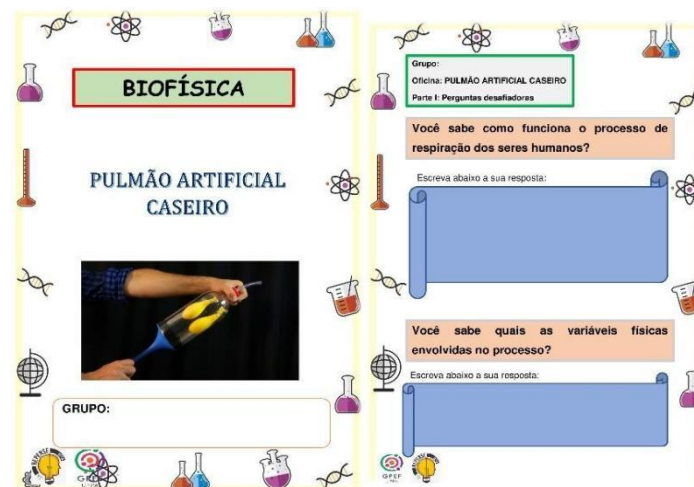 BIOFÍSICA
PULMÃO ARTIFICIAL
CASEIRO
GRUPO:
REPENSE
GPEF
Grupo:
Oficina: PULMÃO ARTIFICIAL CASEIRO
Parte I: Perguntas desafiadoras
Você sabe como funciona o processo de
respiração dos seres humanos?
Escreva abaixo a sua resposta:
Você sabe quais as variáveis físicas
envolvidas no processo?
Escreva abaixo a sua resposta:
GPEF
REPENSE